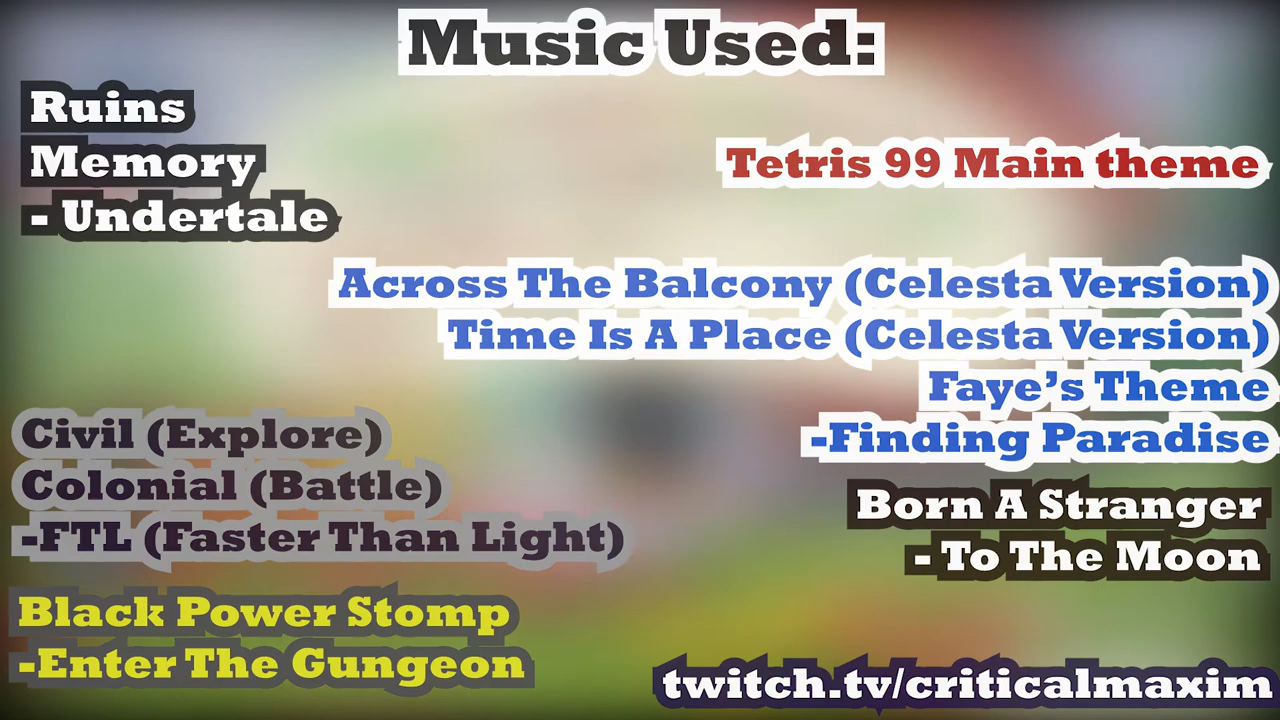 Music Used:
Ruins
Memory
- Undertale
Tetris 99 Main theme
Across The Balcony (Celesta Version)
Time Is A Place (Celesta Version)
Faye's Theme
-Finding Paradise
Civil (Explore)
Colonial (Battle)
-FTL (Faster Than Light)
Born A Stranger
- To The Moon
Black Power Stomp
-Enter The Gungeon
twitch.tv/criticalmaxim